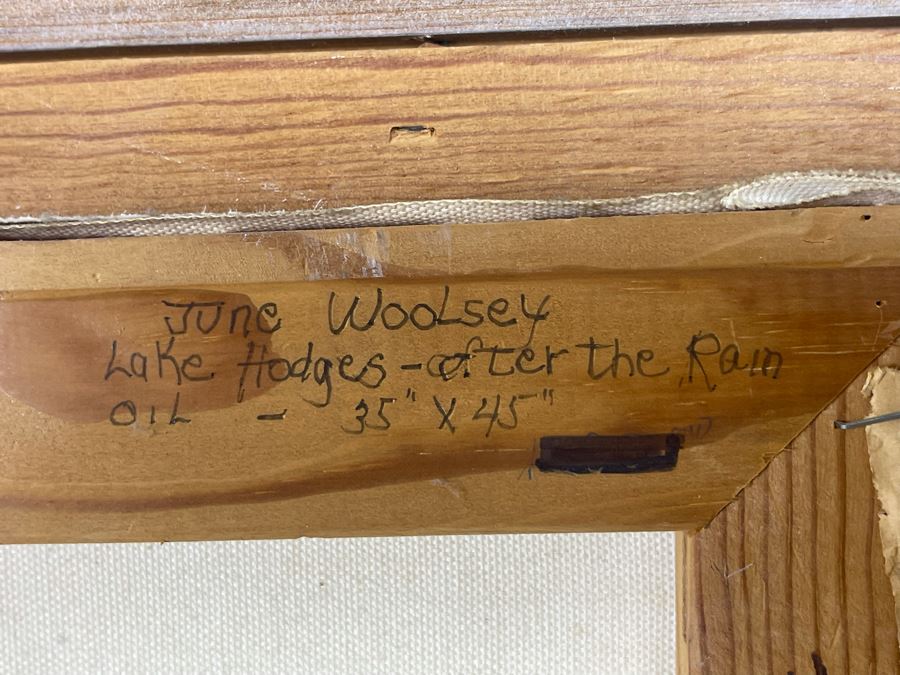 June Woolsey
Lake Hodges - after the Rain
OIL - 35" X 45"